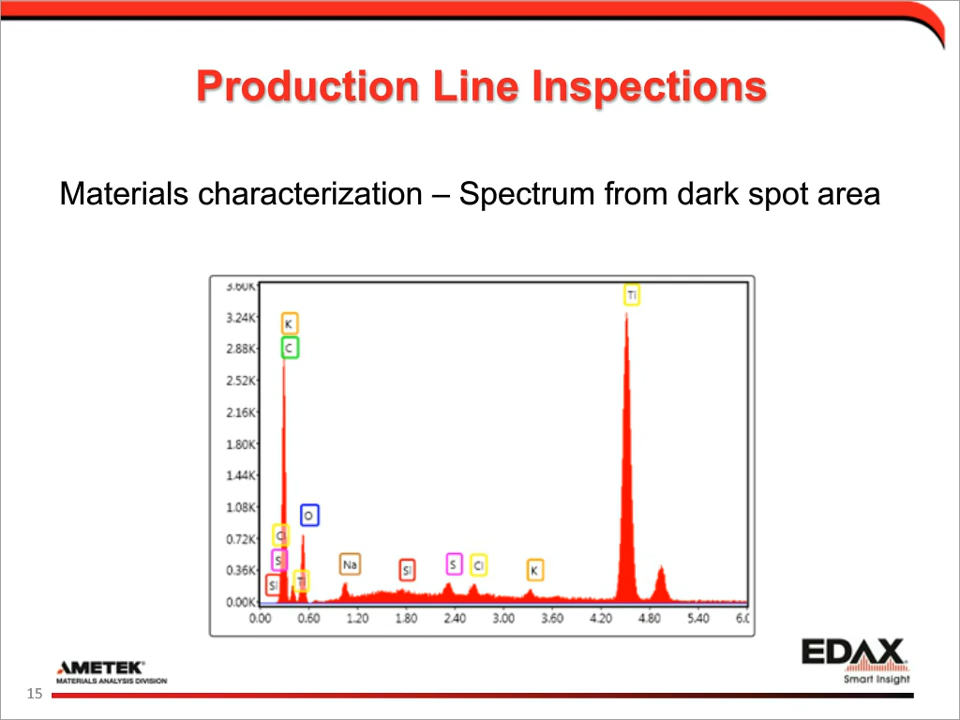 Production Line Inspections
Materials characterization – Spectrum from dark spot area
3.60K
3.24K
2.88K
2.52K
2.16K
1.80K
1.44K
1.08K
0.72K
0.36K
0.00K
K
C
Cl
S
Si
O
Ti
Na
Si
S
Cl
K
Ti
0.00 0.60 1.20 1.80 2.40 3.00 3.60 4.20 4.80 5.40
AMETEK®
MATERIALS ANALYSIS DIVISION
EDAX
Smart Insight
15